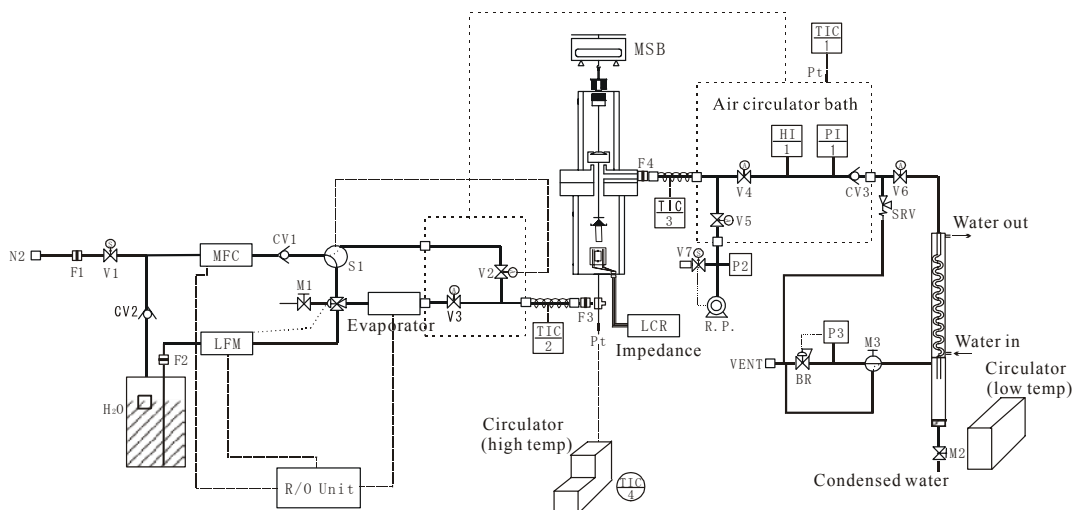 MSB
TIC
1
Pt
Air circulator bath
HI
1
PI
1
F4
TIC
3
A
V4
CV3
A
V6
SRV
V5
V7
S
P2
R.P.
Water out
Water in
N2
F1
S
V1
MFC
CV1
S1
CV2
M1
Evaporator
A
V3
V2
TIC
2
F3
Pt
LFM
F2
H2O
LCR
Impedance
VENT
BR
P3
M3
Circulator
(low temp)
M2
Condensed water
Circulator
(high temp)
TIC
4
R/O Unit